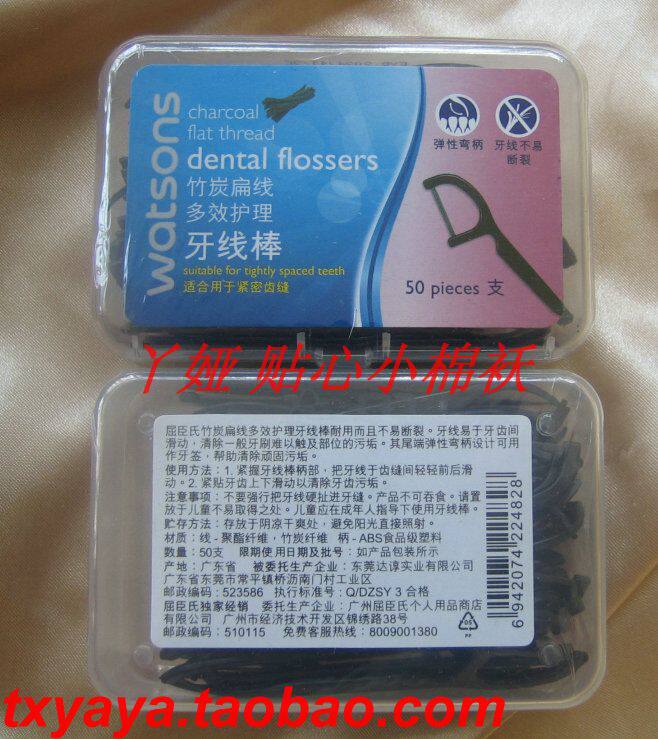 watsons
charcoal
flat thread
dental flossers
竹炭扁线
多效护理
牙线棒
suitable for tightly spaced teeth
适合用于紧密齿缝
弹性弯柄
牙线不易
断裂
50 pieces 支
丫娅 贴心小棉袄
屈臣氏竹炭扁线多效护理牙线棒耐用而且不易断裂。牙线易于牙齿间
滑动，清除一般牙刷难以触及部位的污垢。其尾端弹性弯柄设计可用
作牙签，帮助清除顽固污垢。
使用方法：1. 紧握牙线棒柄部，把牙线于齿缝间轻轻前后滑
动。2. 紧贴牙齿上下滑动以清除牙齿污垢。
注意事项：不要强行把牙线硬扯进牙缝。产品不可吞食。请置
放于儿童不易取得之处。儿童应在成年人指导下使用牙线棒。
贮存方法：存放于阴凉干爽处，避免阳光直接照射。
材质：线 - 聚酯纤维，竹炭纤维 柄 - ABS食品级塑料
数量：50支 限期使用日期及批号：如产品包装所示
产地：广东省 被委托生产企业：东莞达谆实业有限公司
广东省东莞市常平镇桥沥南门村工业区
邮政编码：523586 执行标准号：Q/DZSY 3 合格
屈臣氏独家经销 委托生产企业：广州屈臣氏个人用品商店
有限公司 广州市经济技术开发区锦绣路38号
邮政编码：510115 免费客服热线：8009001380
6 942074 224828
05
PP
txyaya.taobao.com